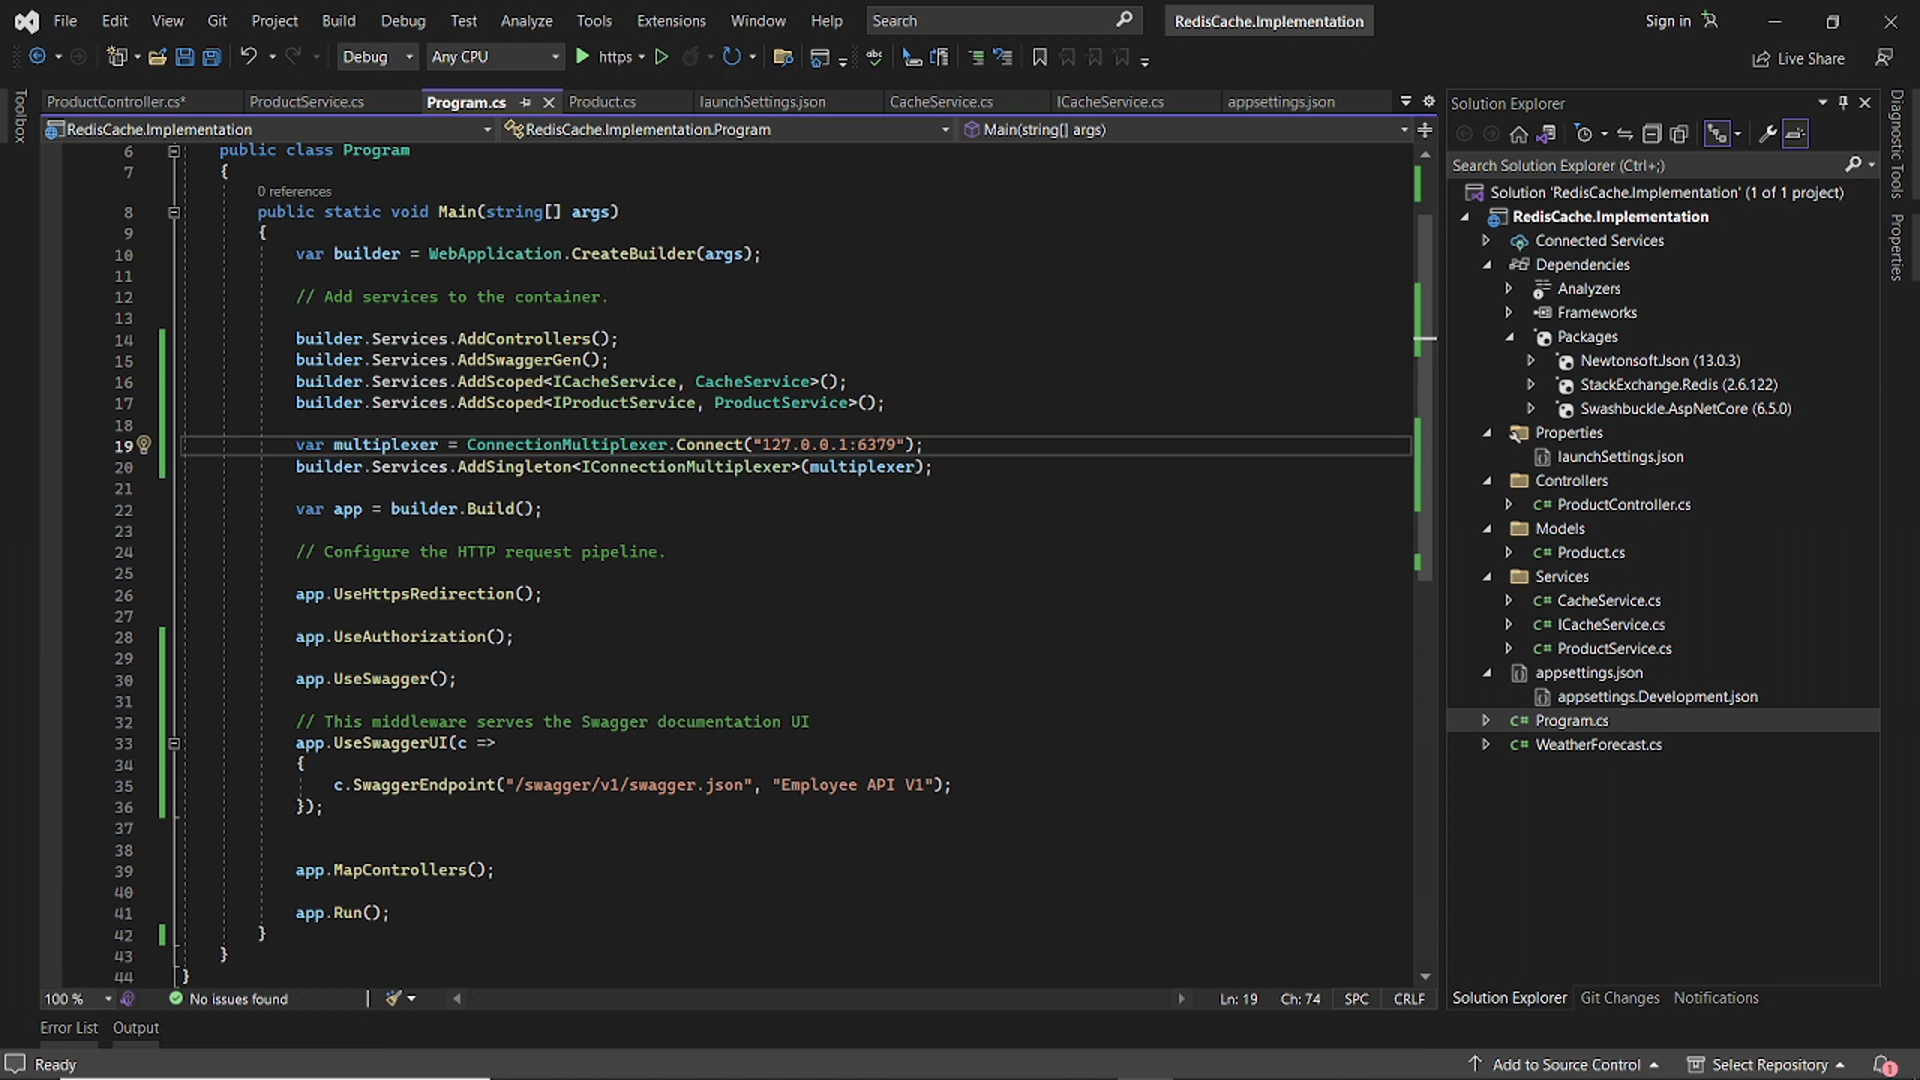 File Edit View Git Project Build Debug Test Analyze Tools Extensions Window Help Search RedisCache.Implementation Sign in
Debug Any CPU https Live Share
Toolbox
ProductController.cs* ProductService.cs Program.cs Product.cs launchSettings.json CacheService.cs ICacheService.cs appsettings.json
RedisCache.Implementation RedisCache.Implementation.Program Main(string[] args)
6 public class Program
7 {
0 references
8 public static void Main(string[] args)
9 {
10 var builder = WebApplication.CreateBuilder(args);
11
12 // Add services to the container.
13
14 builder.Services.AddControllers();
15 builder.Services.AddSwaggerGen();
16 builder.Services.AddScoped<ICacheService, CacheService>();
17 builder.Services.AddScoped<IProductService, ProductService>();
18
19 var multiplexer = ConnectionMultiplexer.Connect("127.0.0.1:6379");
20 builder.Services.AddSingleton<IConnectionMultiplexer>(multiplexer);
21
22 var app = builder.Build();
23
24 // Configure the HTTP request pipeline.
25
26 app.UseHttpsRedirection();
27
28 app.UseAuthorization();
29
30 app.UseSwagger();
31
32 // This middleware serves the Swagger documentation UI
33 app.UseSwaggerUI(c =>
34 {
35 c.SwaggerEndpoint("/swagger/v1/swagger.json", "Employee API V1");
36 });
37
38
39 app.MapControllers();
40
41 app.Run();
42 }
43 }
44 }
100 % No issues found Ln: 19 Ch: 74 SPC CRLF
Error List Output
Solution Explorer
Search Solution Explorer (Ctrl+;)
Solution 'RedisCache.Implementation' (1 of 1 project)
RedisCache.Implementation
Connected Services
Dependencies
Analyzers
Frameworks
Packages
Newtonsoft.Json (13.0.3)
StackExchange.Redis (2.6.122)
Swashbuckle.AspNetCore (6.5.0)
Properties
launchSettings.json
Controllers
C# ProductController.cs
Models
C# Product.cs
Services
C# CacheService.cs
C# ICacheService.cs
C# ProductService.cs
appsettings.json
appsettings.Development.json
C# Program.cs
C# WeatherForecast.cs
Solution Explorer Git Changes Notifications
Diagnostic Tools
Properties
Ready Add to Source Control Select Repository 1